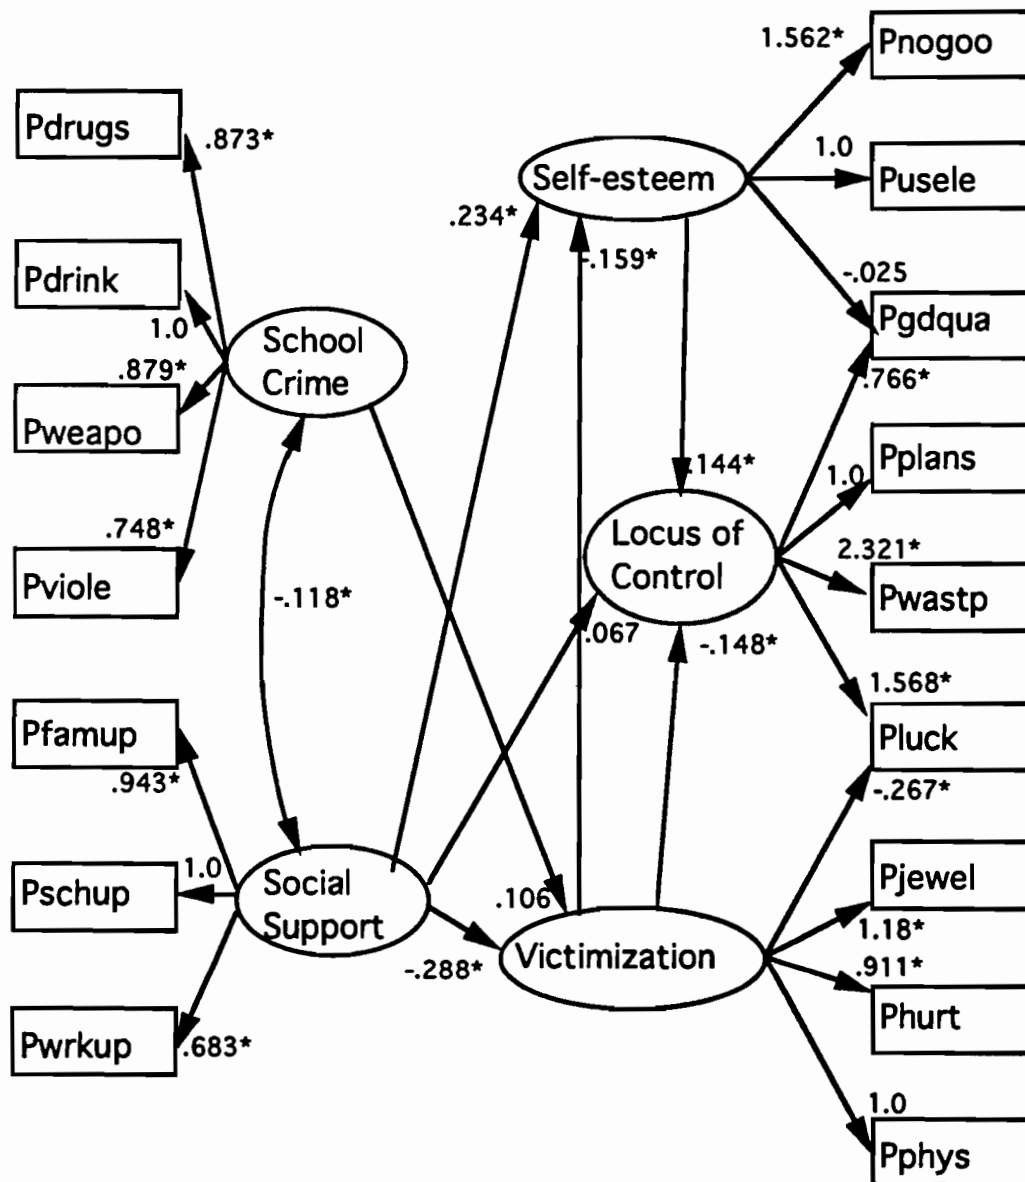 1.562*
Pnogoo
Pdrugs
.873*
1.0
Self-esteem
Pusele
.234*
-.159*
Pdrink
-.025
1.0
School
Crime
Pgdqua
.879*
.766*
Pweapo
Pplans
.144*
1.0
.748*
Locus of
Control
2.321*
Pviole
-.118*
Pwastp
.067
-.148*
1.568*
Pfamup
Pluck
.943*
-.267*
1.0
Pschup
Social
Support
Pjewel
.106
1.18*
-.288*
Victimization
.911*
Phurt
Pwrkup
.683*
1.0
Pphys